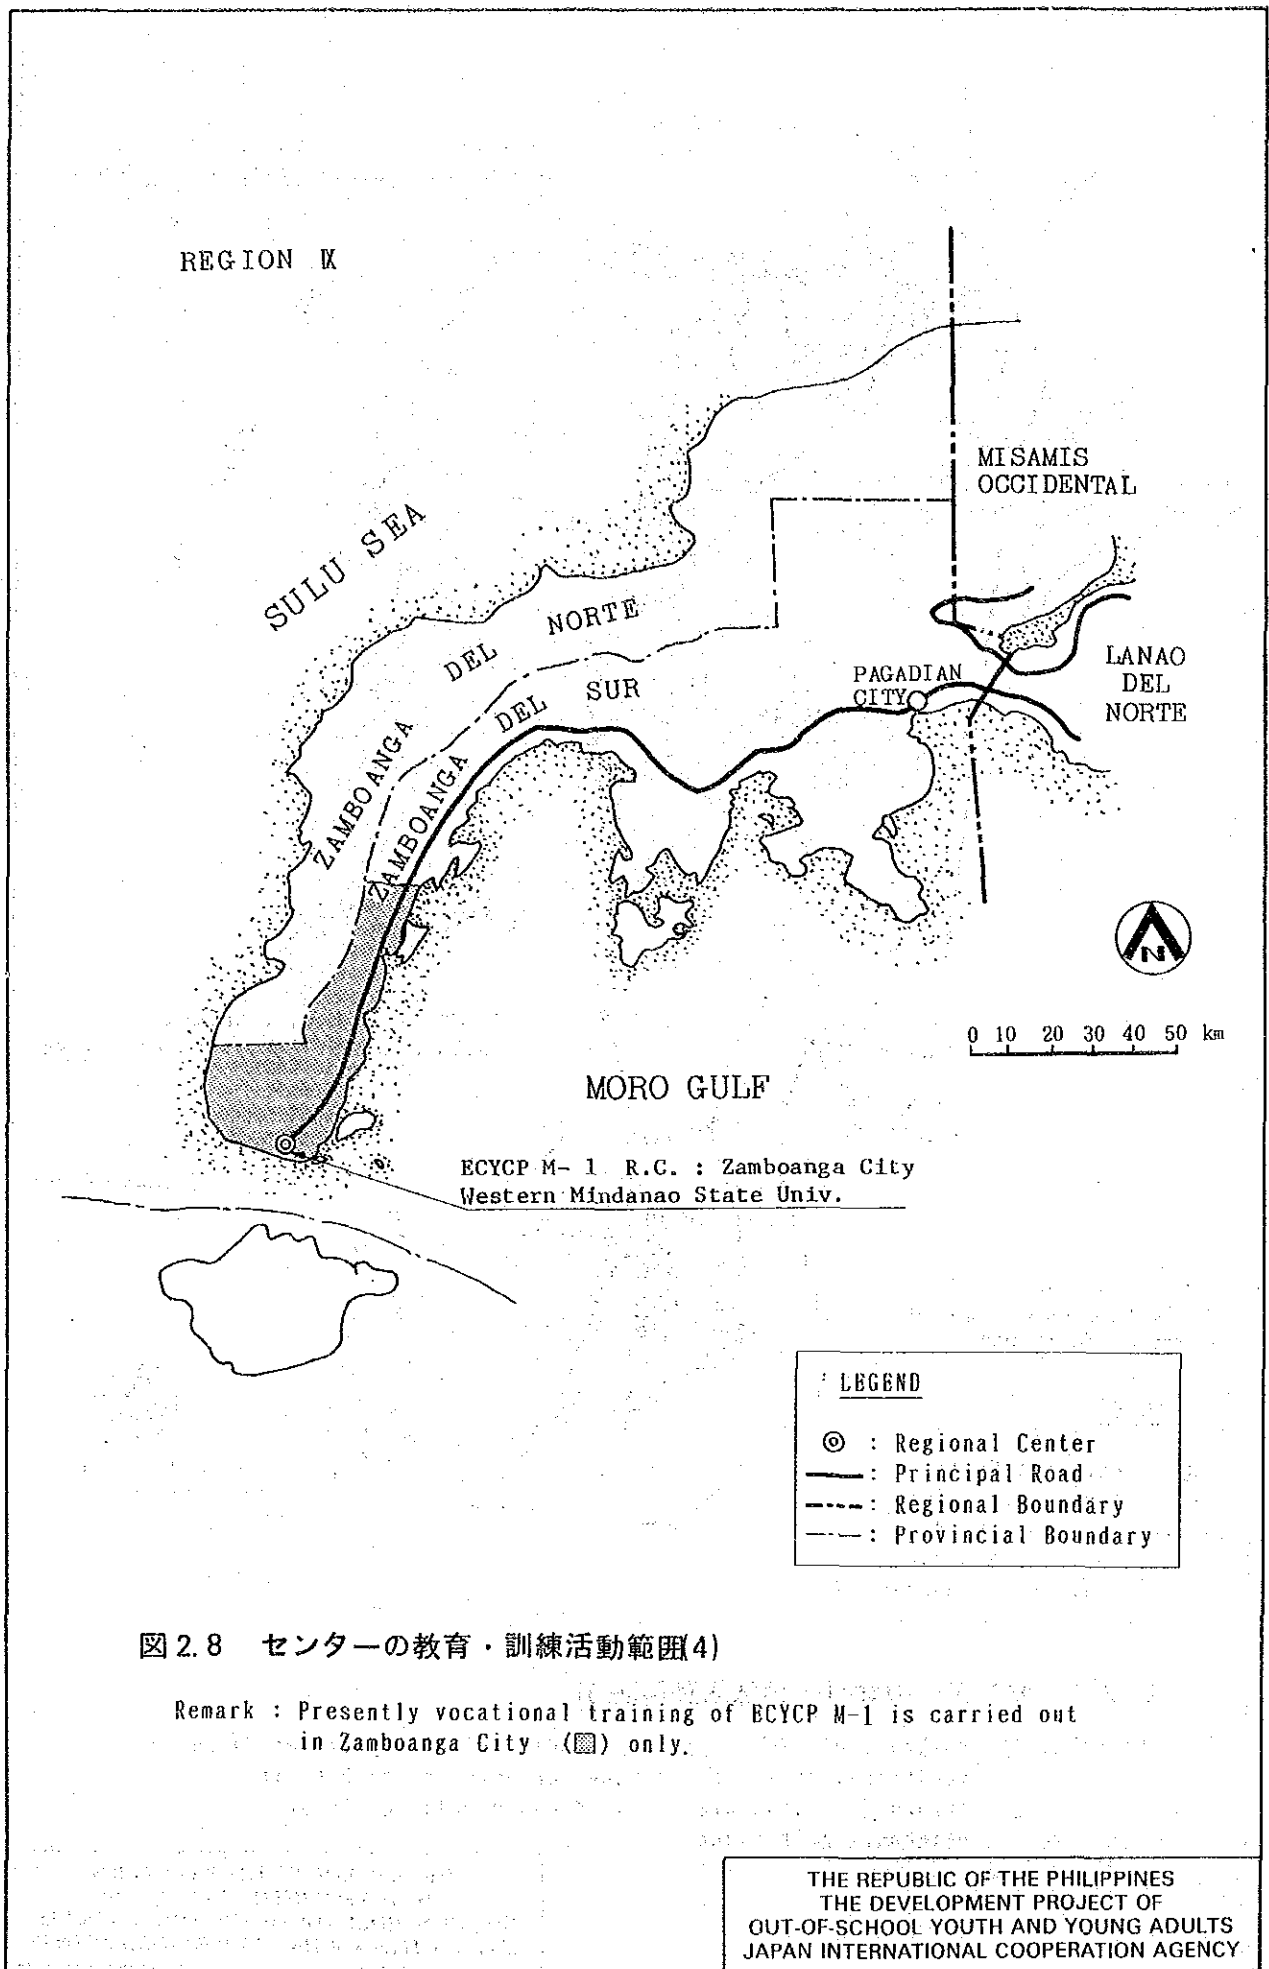 REGION IX
MISAMIS
OCCIDENTAL
SULU SEA
ZAMBOANGA DEL NORTE
ZAMBOANGA DEL SUR
PAGADIAN
CITY
LANAO
DEL
NORTE
N
0 10 20 30 40 50 km
MORO GULF
ECYCP M-1 R.C. : Zamboanga City
Western Mindanao State Univ.
LEGEND
◎ : Regional Center
: Principal Road
: Regional Boundary
: Provincial Boundary
図2.8 センターの教育・訓練活動範囲(4)
Remark : Presently vocational training of ECYCP M-1 is carried out
in Zamboanga City (▩) only.
THE REPUBLIC OF THE PHILIPPINES
THE DEVELOPMENT PROJECT OF
OUT-OF-SCHOOL YOUTH AND YOUNG ADULTS
JAPAN INTERNATIONAL COOPERATION AGENCY